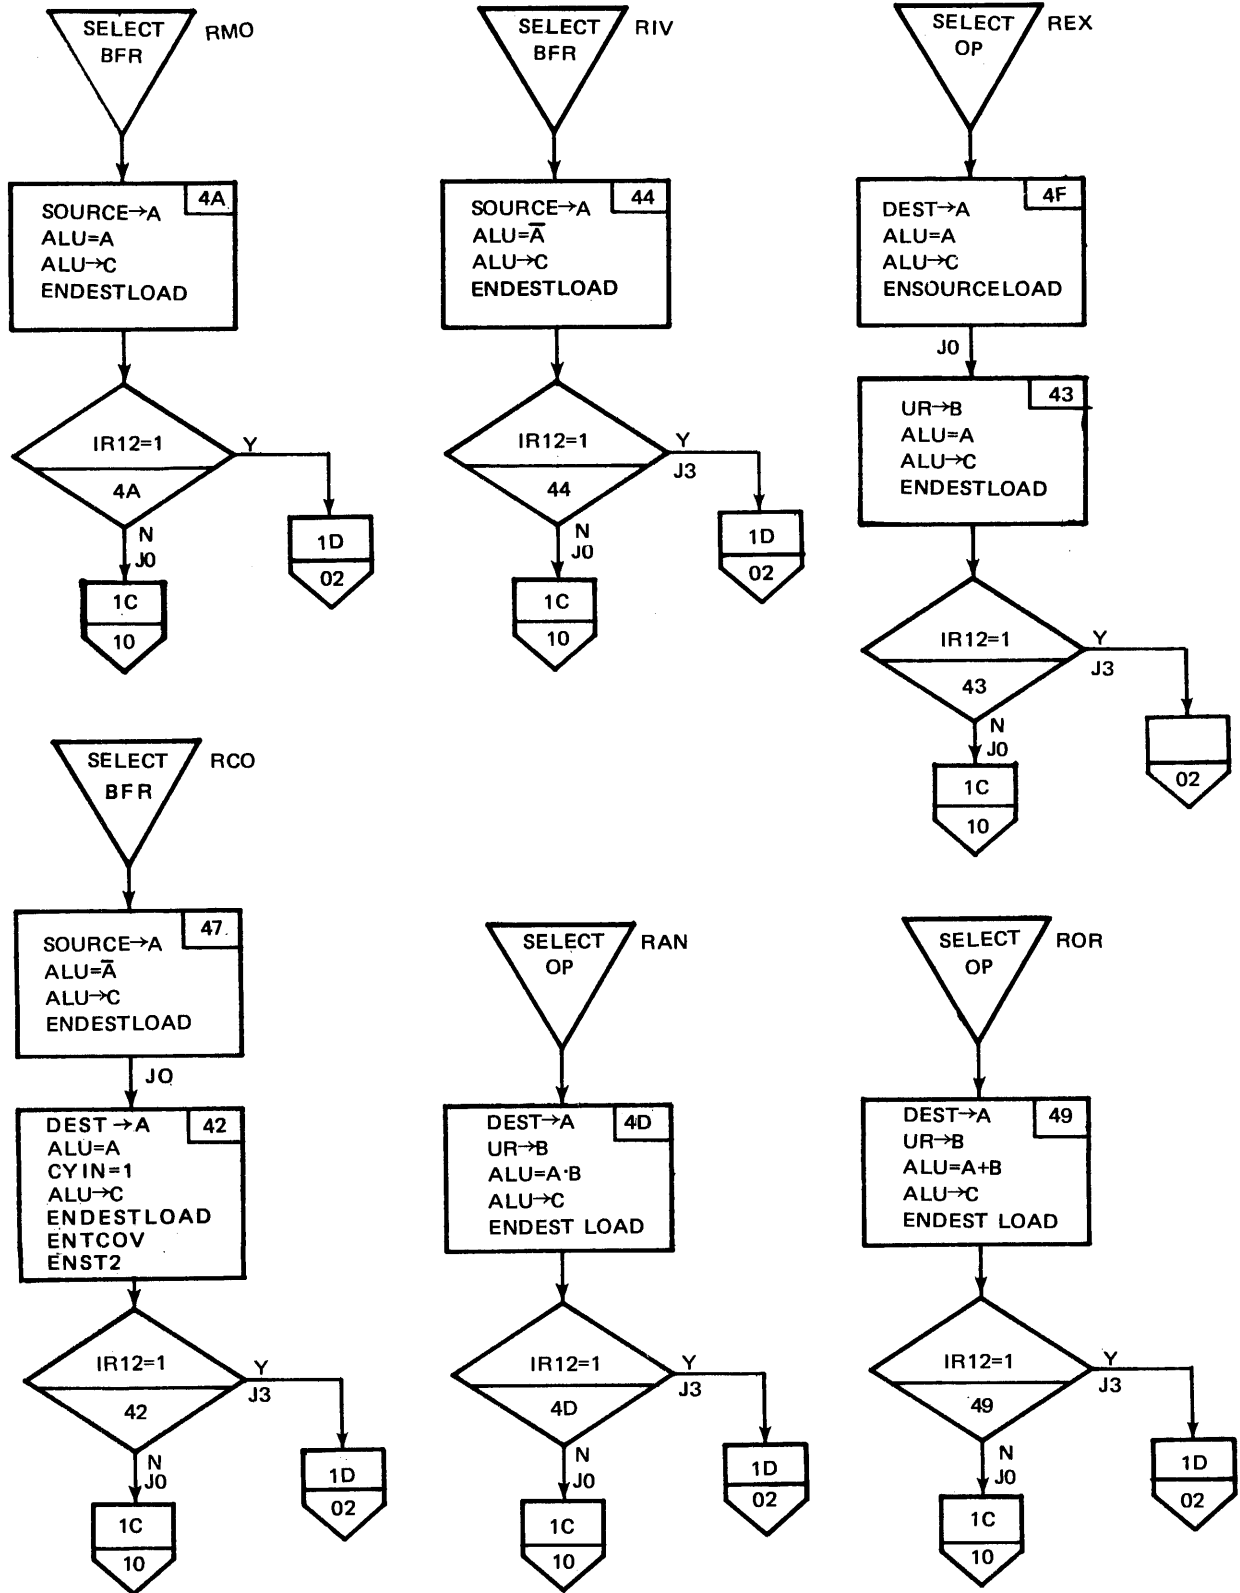 SELECT
BFR
RMO
4A
SOURCE→A
ALU=A
ALU→C
ENDESTLOAD
IR12=1
Y
4A
N
J0
1D
02
1C
10
SELECT
BFR
RIV
44
SOURCE→A
ALU=A̅
ALU→C
ENDESTLOAD
IR12=1
Y
J3
44
N
J0
1D
02
1C
10
SELECT
OP
REX
4F
DEST→A
ALU=A
ALU→C
ENSOURCELOAD
J0
43
UR→B
ALU=A
ALU→C
ENDESTLOAD
IR12=1
Y
J3
43
N
J0
02
1C
10
SELECT
BFR
RCO
47
SOURCE→A
ALU=A̅
ALU→C
ENDESTLOAD
J0
42
DEST→A
ALU=A
CYIN=1
ALU→C
ENDESTLOAD
ENTCOV
ENST2
IR12=1
Y
J3
42
N
J0
1D
02
1C
10
SELECT
OP
RAN
4D
DEST→A
UR→B
ALU=A·B
ALU→C
ENDEST LOAD
IR12=1
Y
J3
4D
N
J0
1D
02
1C
10
SELECT
OP
ROR
49
DEST→A
UR→B
ALU=A+B
ALU→C
ENDEST LOAD
IR12=1
Y
J3
49
N
J0
1D
02
1C
10